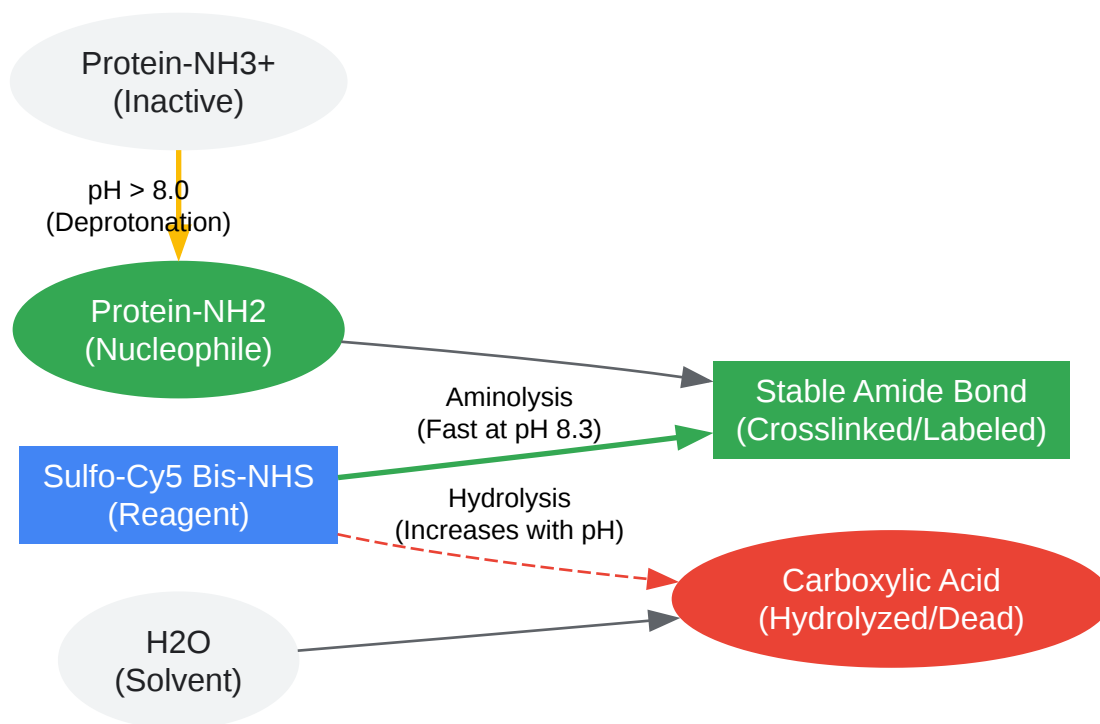 Protein-NH3+
(Inactive)
pH > 8.0
(Deprotonation)
Protein-NH2
(Nucleophile)
Aminolysis
(Fast at pH 8.3)
Stable Amide Bond
(Crosslinked/Labeled)
Sulfo-Cy5 Bis-NHS
(Reagent)
Hydrolysis
(Increases with pH)
Carboxylic Acid
(Hydrolyzed/Dead)
H2O
(Solvent)